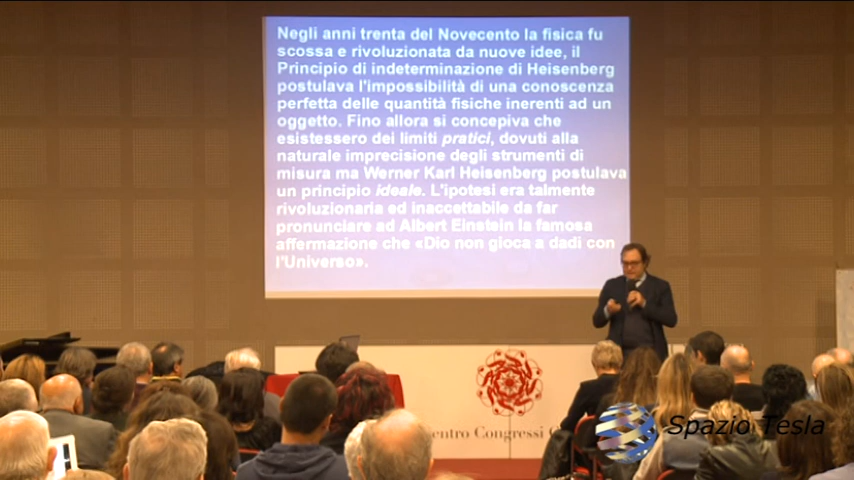 Negli anni trenta del Novecento la fisica fu
scossa e rivoluzionata da nuove idee, il
Principio di indeterminazione di Heisenberg
postulava l'impossibilità di una conoscenza
perfetta delle quantità fisiche inerenti ad un
oggetto. Fino allora si concepiva che
esistessero dei limiti pratici, dovuti alla
naturale imprecisione degli strumenti di
misura ma Werner Karl Heisenberg postulava
un principio ideale. L'ipotesi era talmente
rivoluzionaria ed inaccettabile da far
pronunciare ad Albert Einstein la famosa
affermazione che «Dio non gioca a dadi con
l'Universo».
entro Congressi
Spazio Tesla